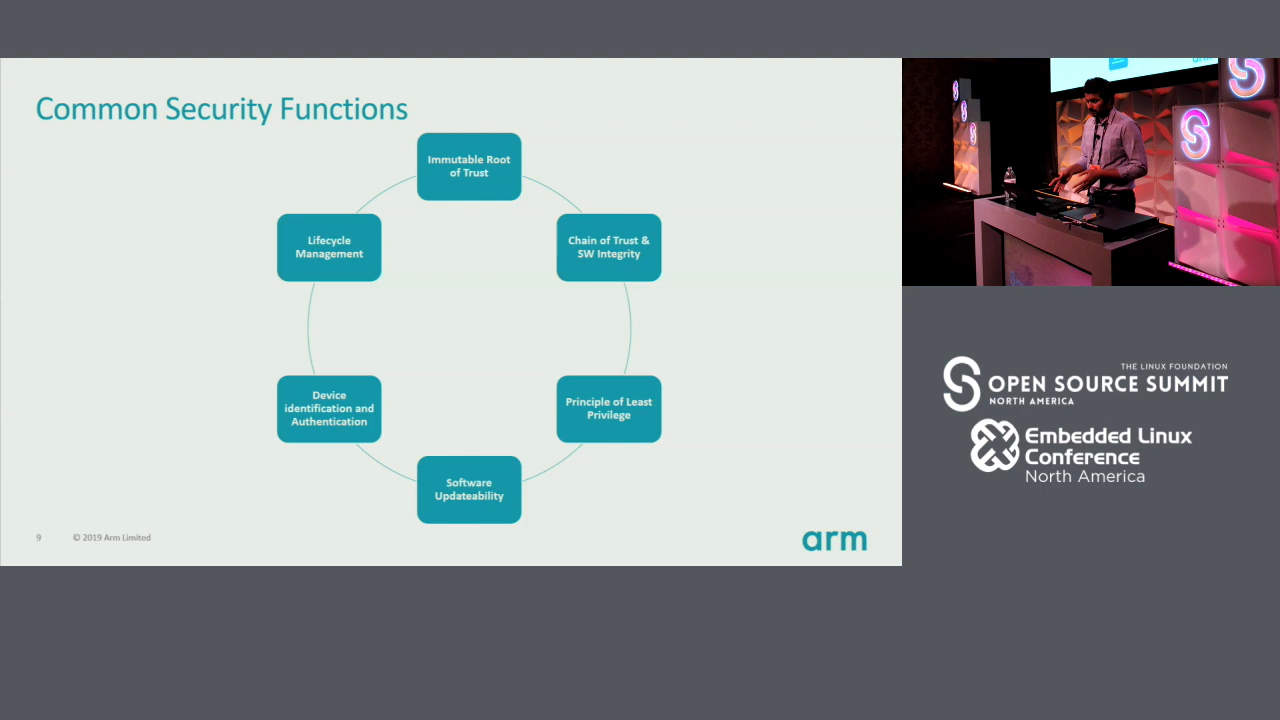 Common Security Functions
Immutable Root
of Trust
Lifecycle
Management
Chain of Trust &
SW Integrity
Device
identification and
Authentication
Principle of Least
Privilege
Software
Updateability
9 © 2019 Arm Limited
arm
THE LINUX FOUNDATION
OPEN SOURCE SUMMIT
NORTH AMERICA
Embedded Linux
Conference
North America